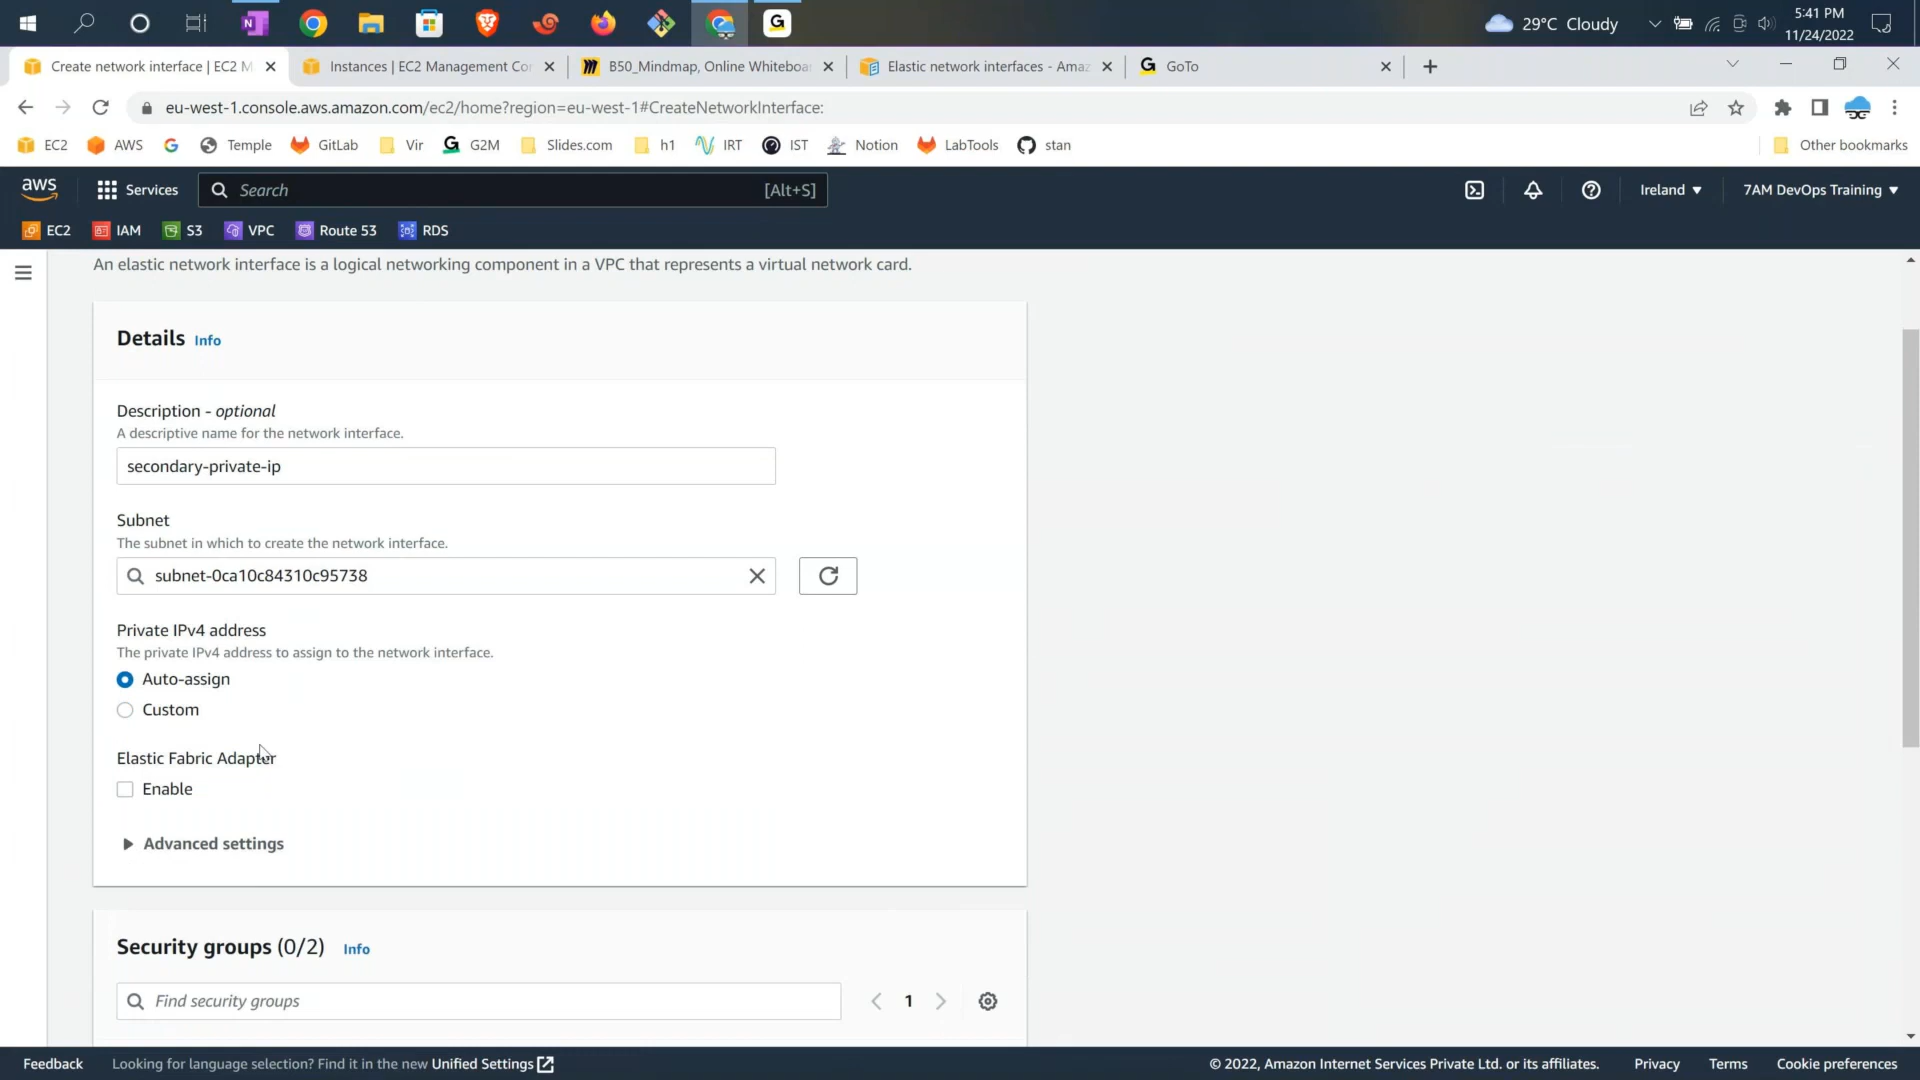 29°C Cloudy
5:41 PM
11/24/2022
Create network interface | EC2 M
Instances | EC2 Management Con
B50_Mindmap, Online Whiteboa
Elastic network interfaces - Amaz
GoTo
eu-west-1.console.aws.amazon.com/ec2/home?region=eu-west-1#CreateNetworkInterface:
EC2
AWS
Temple
GitLab
Vir
G2M
Slides.com
h1
IRT
IST
Notion
LabTools
stan
Other bookmarks
aws
Services
Search
[Alt+S]
Ireland
7AM DevOps Training
EC2
IAM
S3
VPC
Route 53
RDS
An elastic network interface is a logical networking component in a VPC that represents a virtual network card.
Details Info
Description - optional
A descriptive name for the network interface.
secondary-private-ip
Subnet
The subnet in which to create the network interface.
subnet-0ca10c84310c95738
Private IPv4 address
The private IPv4 address to assign to the network interface.
Auto-assign
Custom
Elastic Fabric Adapter
Enable
Advanced settings
Security groups (0/2) Info
Find security groups
1
Feedback
Looking for language selection? Find it in the new Unified Settings
© 2022, Amazon Internet Services Private Ltd. or its affiliates.
Privacy
Terms
Cookie preferences